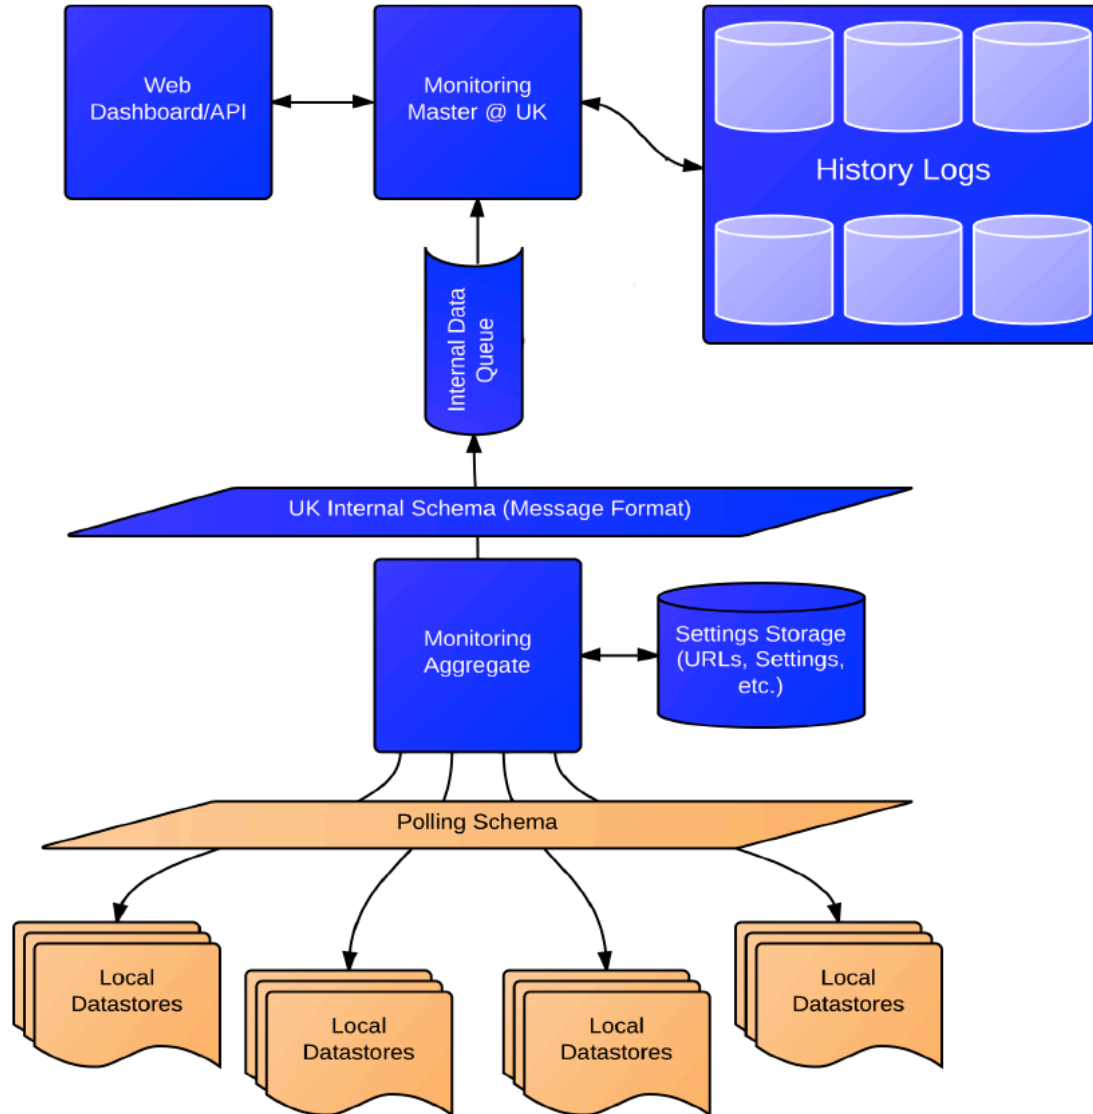 Web
Dashboard/API
Monitoring
Master @ UK
History Logs
Internal Data
Queue
UK Internal Schema (Message Format)
Monitoring
Aggregate
Settings Storage
(URLs, Settings,
etc.)
Polling Schema
Local
Datastores
Local
Datastores
Local
Datastores
Local
Datastores